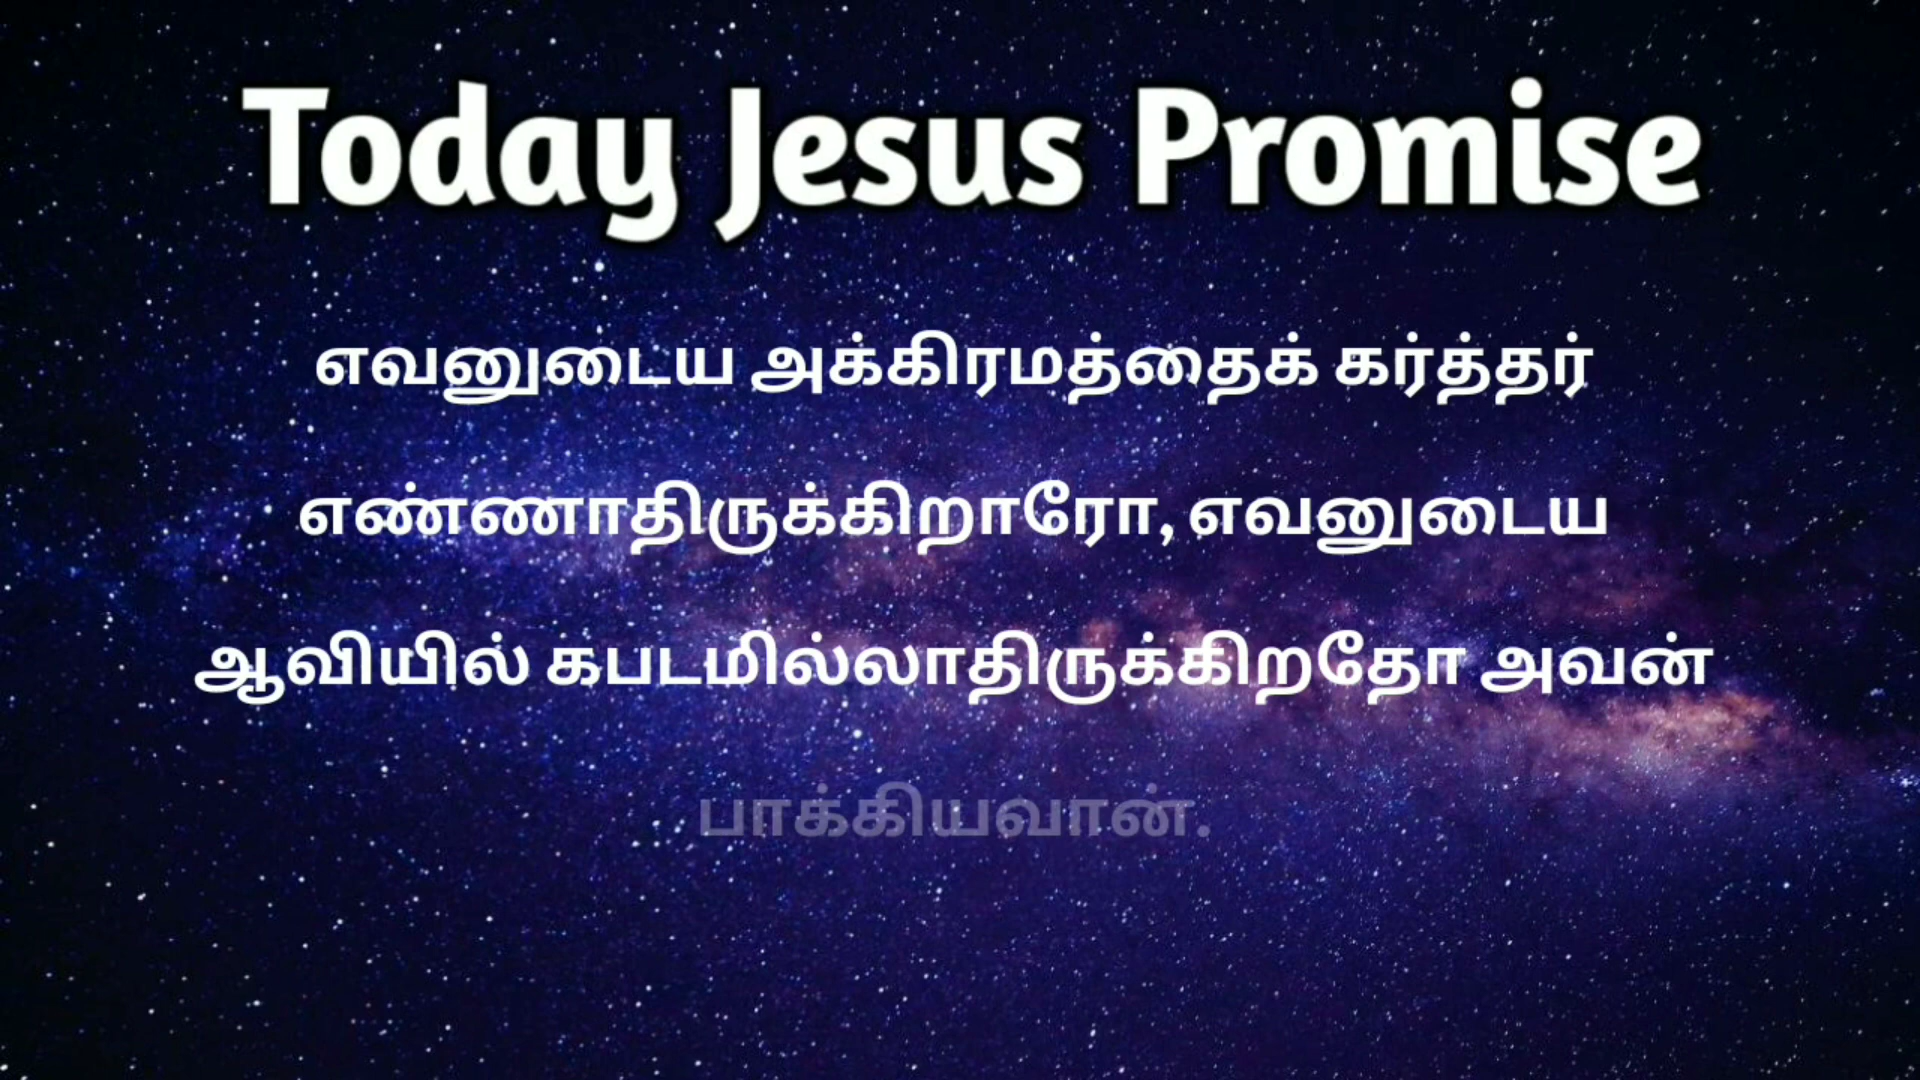 Today Jesus Promise
எவனுடைய அக்கிரமத்தைக் கர்த்தர்
எண்ணாதிருக்கிறாரோ, எவனுடைய
ஆவியில் கபடமில்லாதிருக்கிறதோ அவன்
பாக்கியவான்.